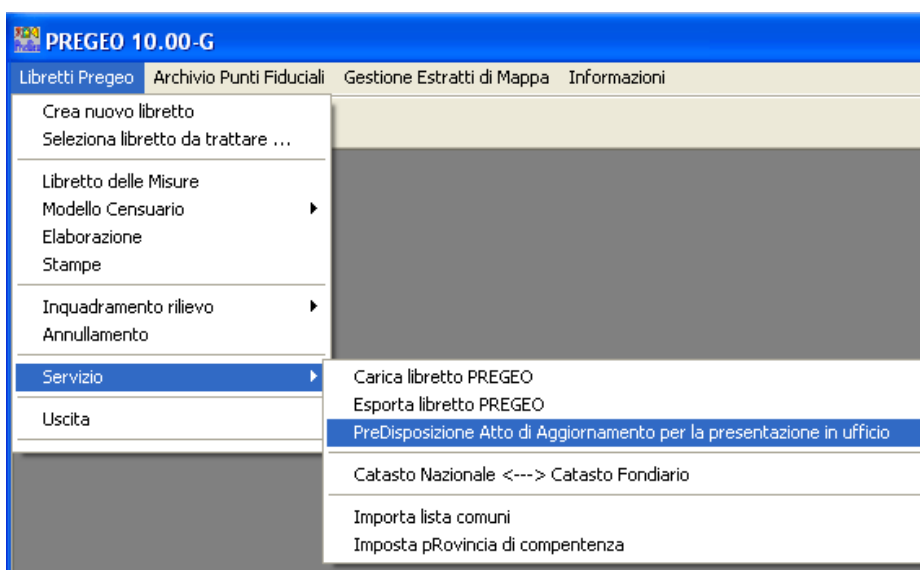 PREGEO 10.00-G
Libretti Pregeo Archivio Punti Fiduciali Gestione Estratti di Mappa Informazioni
Crea nuovo libretto
Seleziona libretto da trattare ...
Libretto delle Misure
Modello Censuario
Elaborazione
Stampe
Inquadramento rilievo
Annullamento
Servizio
Uscita
Carica libretto PREGEO
Esporta libretto PREGEO
PreDisposizione Atto di Aggiornamento per la presentazione in ufficio
Catasto Nazionale <---> Catasto Fondiario
Importa lista comuni
Imposta pRovincia di compentenza